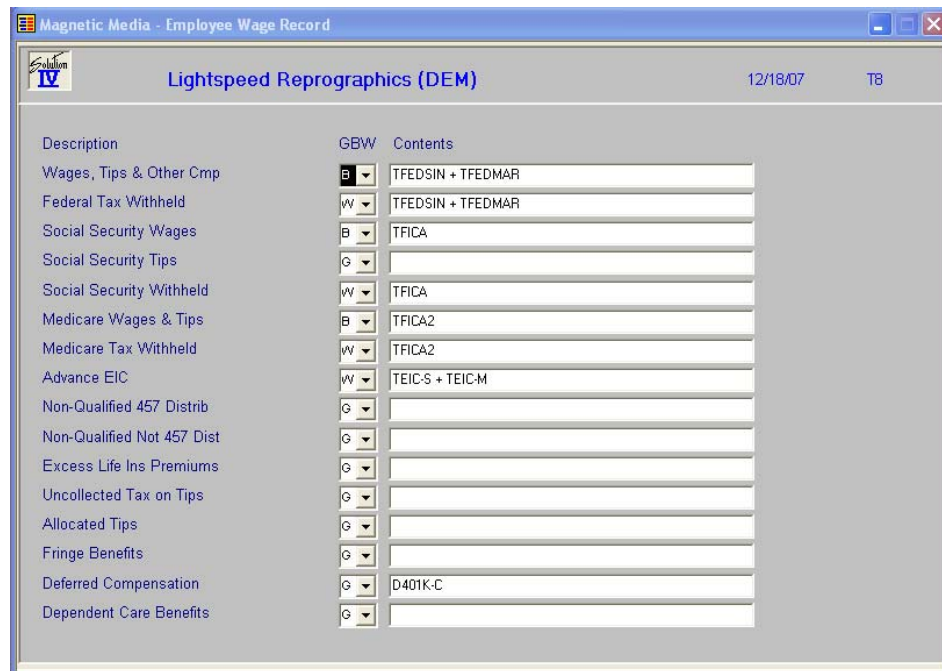 Magnetic Media - Employee Wage Record
Solution IV
Lightspeed Reprographics (DEM) 12/18/07 T8
Description GBW Contents
Wages, Tips & Other Cmp B TFEDSIN + TFEDMAR
Federal Tax Withheld W TFEDSIN + TFEDMAR
Social Security Wages B TFICA
Social Security Tips G
Social Security Withheld W TFICA
Medicare Wages & Tips B TFICA2
Medicare Tax Withheld W TFICA2
Advance EIC W TEIC-S + TEIC-M
Non-Qualified 457 Distrib G
Non-Qualified Not 457 Dist G
Excess Life Ins Premiums G
Uncollected Tax on Tips G
Allocated Tips G
Fringe Benefits G
Deferred Compensation G D401K-C
Dependent Care Benefits G